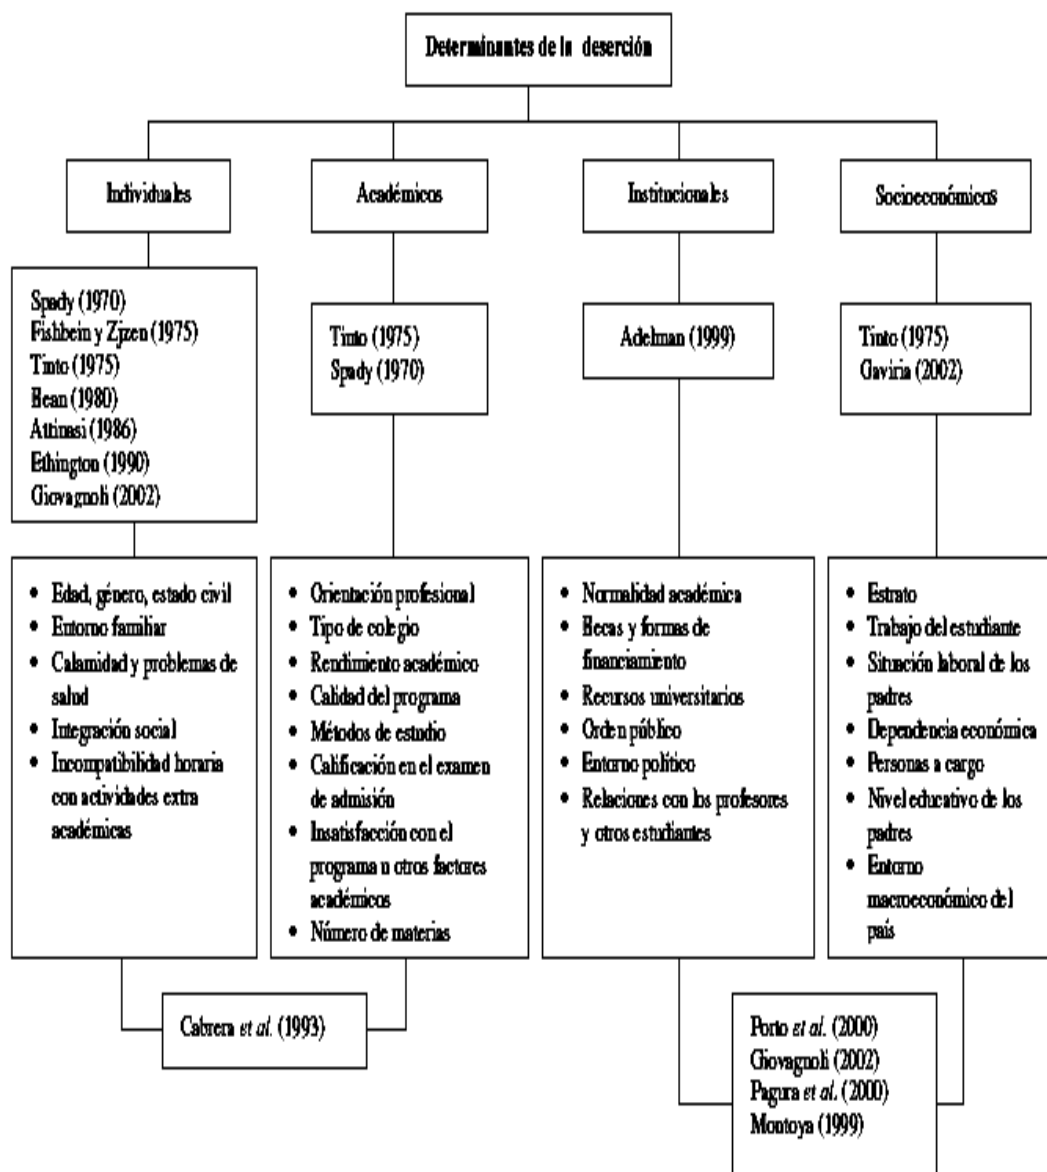 Determinantes de la deserción
Individuales
Académicos
Institucionales
Socioeconómicos
Spady (1970)
Fishbein y Zjzen (1975)
Tinto (1975)
Bean (1980)
Attinasi (1986)
Ethington (1990)
Giovagnoli (2002)
Tinto (1975)
Spady (1970)
Adelman (1999)
Tinto (1975)
Gaviria (2002)
• Edad, género, estado civil
• Entorno familiar
• Calamidad y problemas de
salud
• Integración social
• Incompatibilidad horaria
con actividades extra
académicas
• Orientación profesional
• Tipo de colegio
• Rendimiento académico
• Calidad del programa
• Métodos de estudio
• Calificación en el examen
de admisión
• Insatisfacción con el
programa u otros factores
académicos
• Número de materias
• Normalidad académica
• Becas y formas de
financiamiento
• Recursos universitarios
• Orden público
• Entorno político
• Relaciones con los profesores
y otros estudiantes
• Estrato
• Trabajo del estudiante
• Situación laboral de los
padres
• Dependencia económica
• Personas a cargo
• Nivel educativo de los
padres
• Entorno
macroeconómico del
país
Cabrera et al. (1993)
Porto et al. (2000)
Giovagnoli (2002)
Pagura et al. (2000)
Montoya (1999)